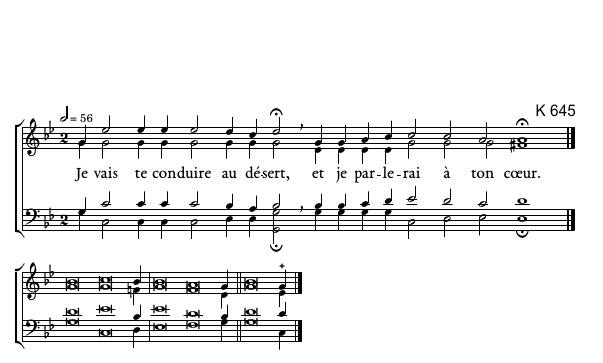 K 645
= 56
Je vais te conduire au désert, et je par-le-rai à ton cœur.